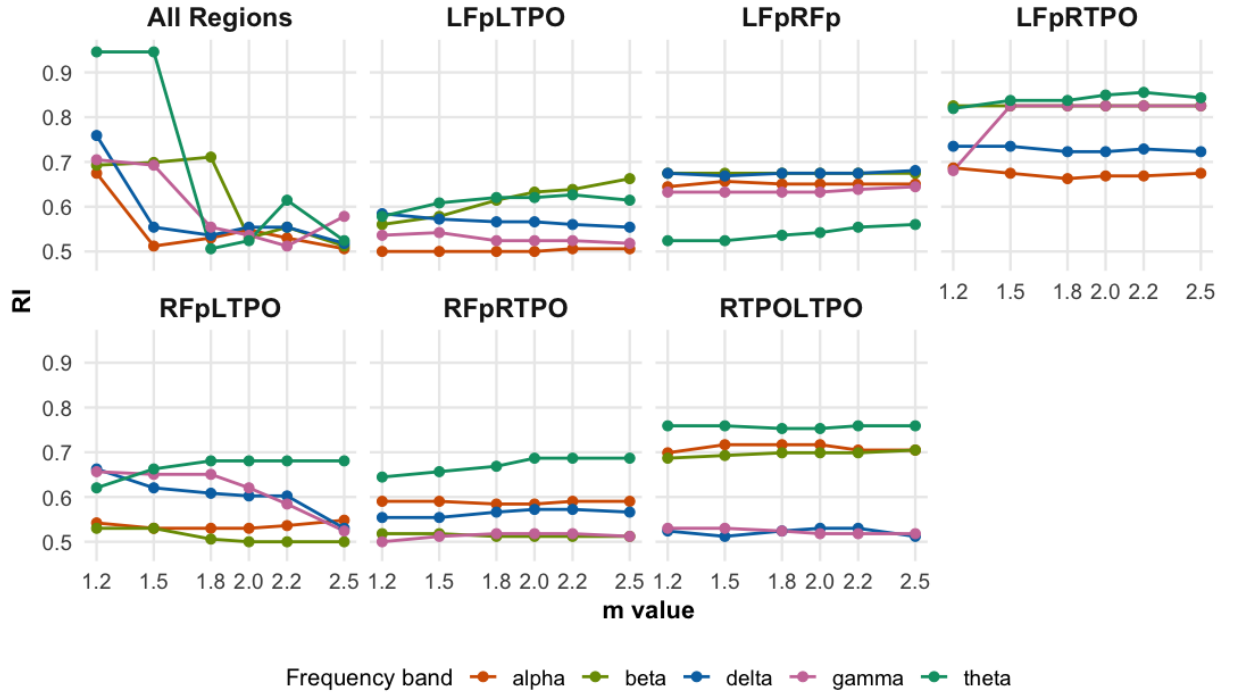 All Regions LFpLTPO LFpRFp LFpRTPO
0.9
0.8
0.7
0.6
0.5
1.2 1.5 1.8 2.0 2.2 2.5
RI
RFpLTPO RFpRTPO RTPOLTPO
0.9
0.8
0.7
0.6
0.5
1.2 1.5 1.8 2.0 2.2 2.5 1.2 1.5 1.8 2.0 2.2 2.5 1.2 1.5 1.8 2.0 2.2 2.5
m value
Frequency band alpha beta delta gamma theta